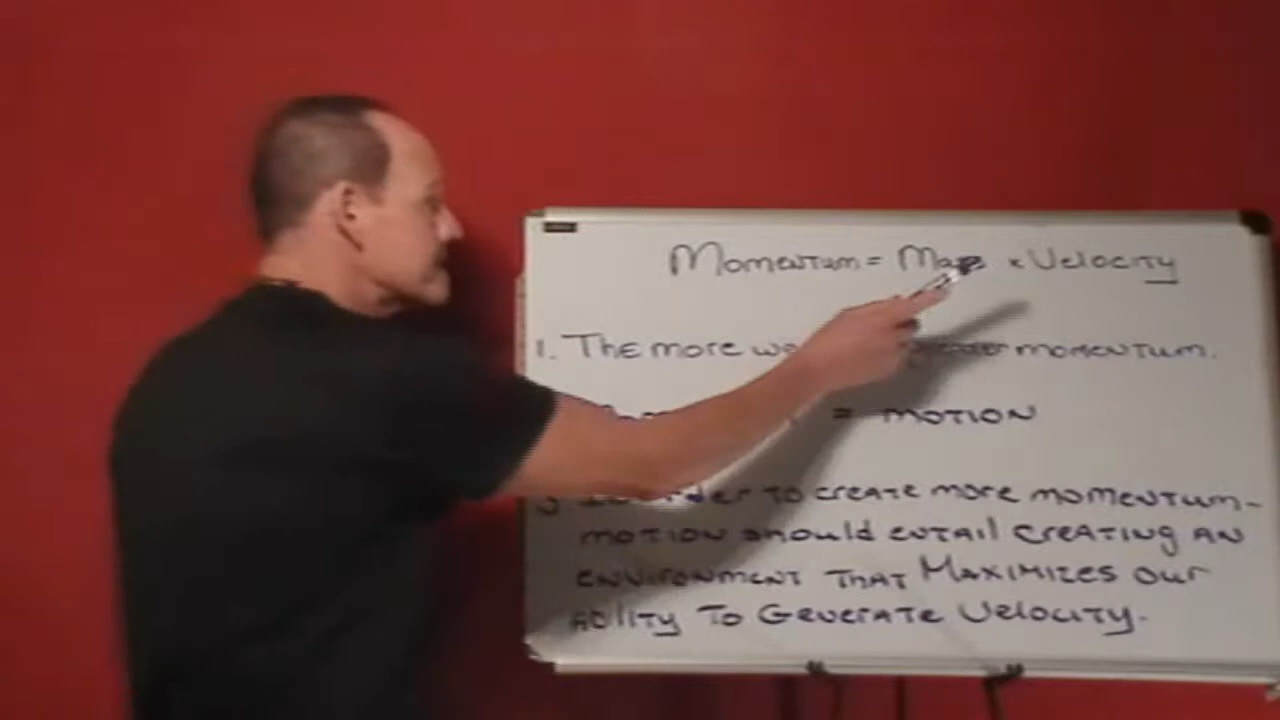 Momentum = Mass x Velocity
1. The more momentum.
= motion
order to create more momentum-
motion should entail creating an
environment that Maximizes our
ability to Generate Velocity.